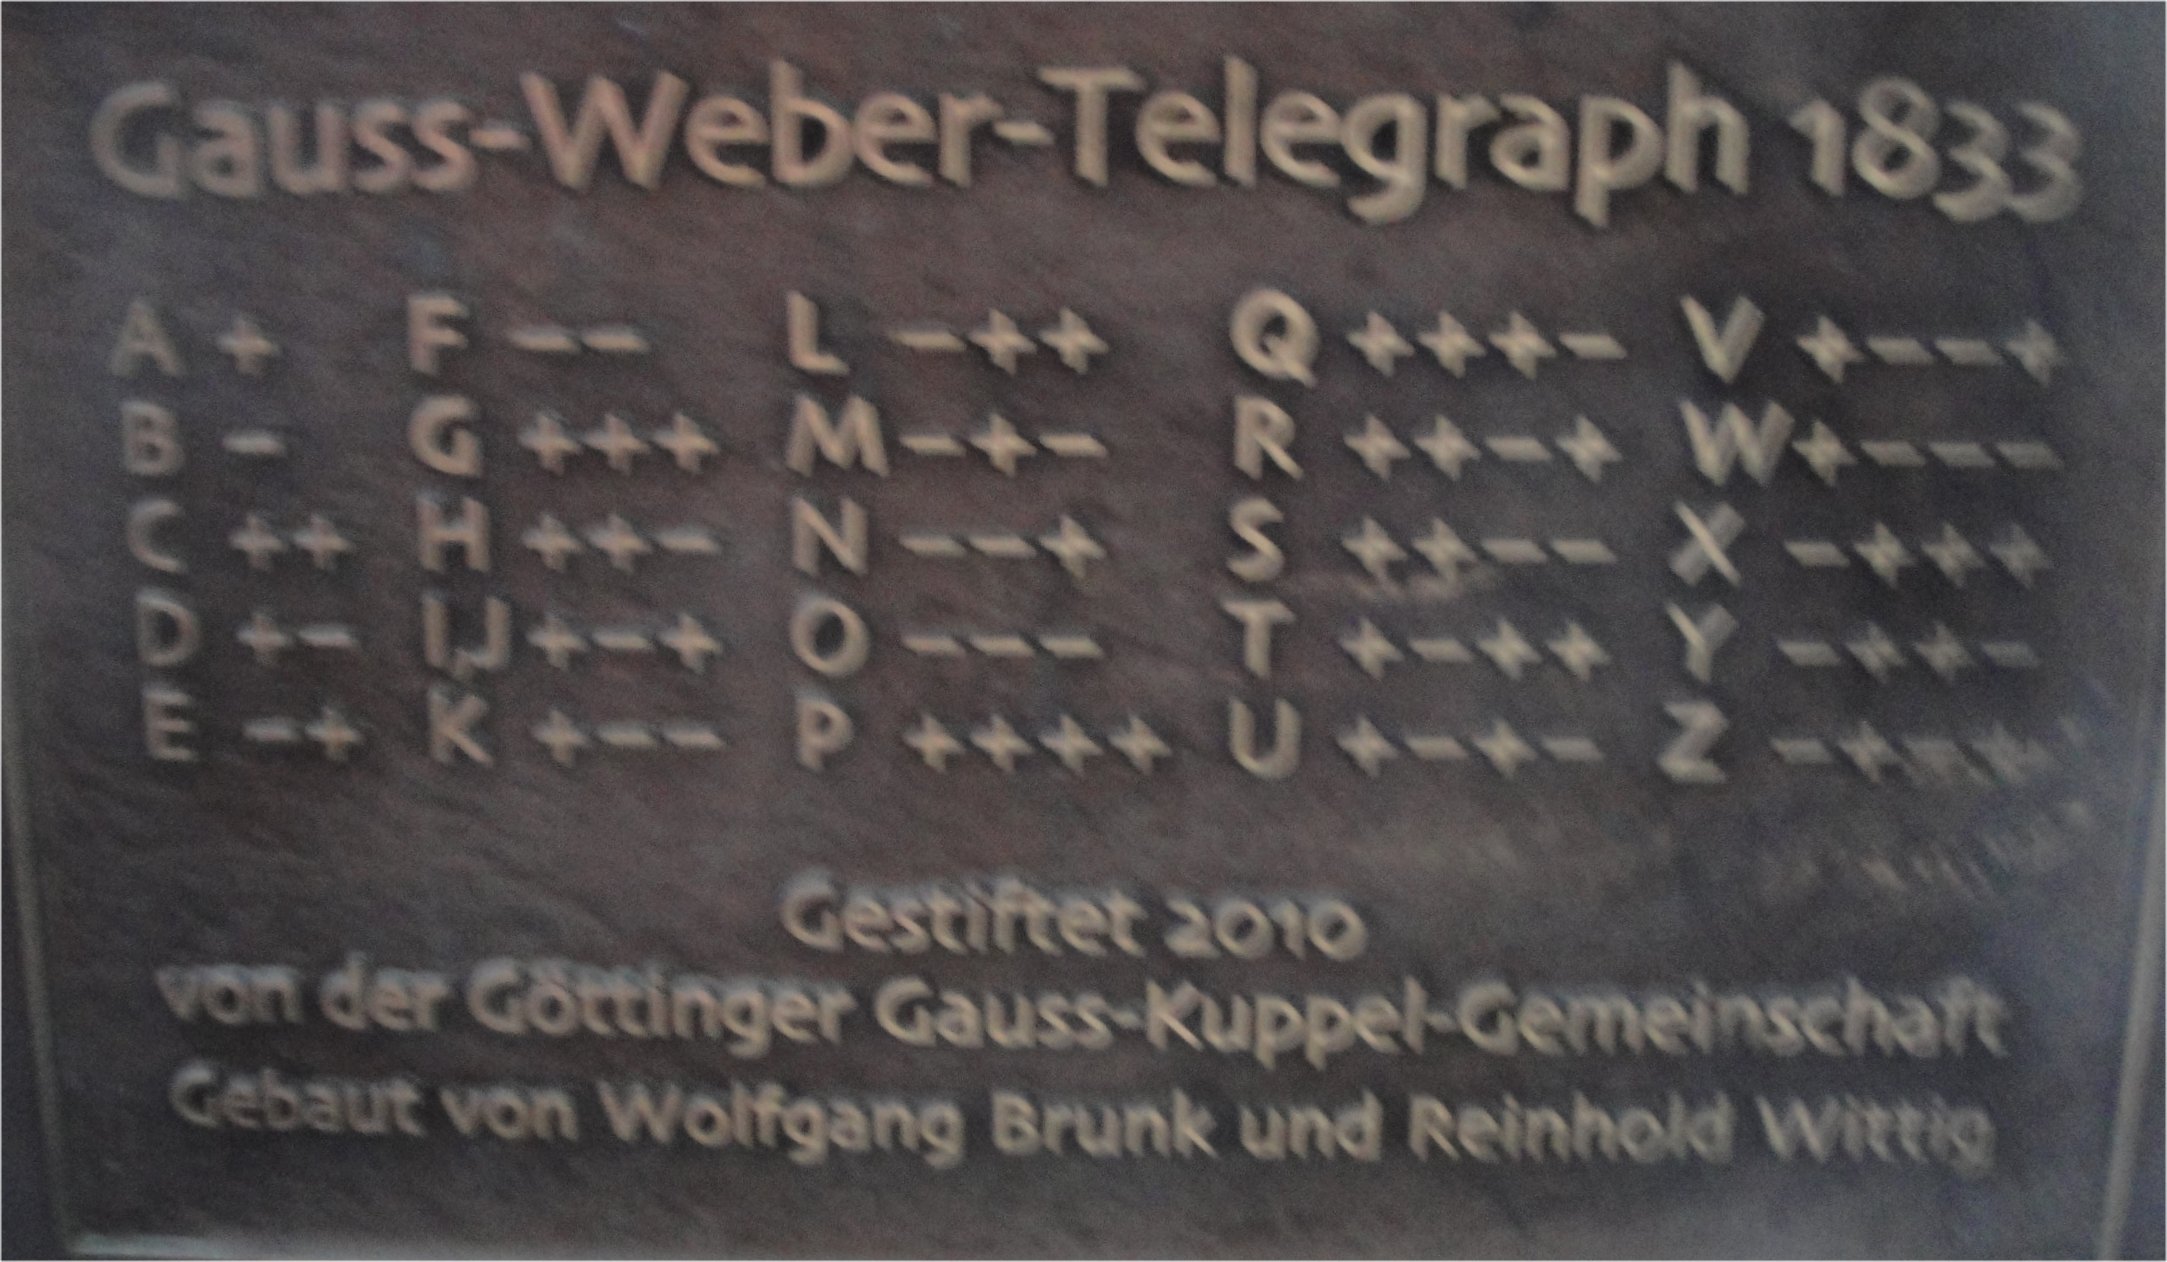 Gauss-Weber-Telegraph 1833
A + F -- L -++ Q +++- V +--+
B - G +++ M -+- R ++-+ W +---
C ++ H ++- N --+ S ++-- X -+++
D +- IJ +-+ O --- T +-++ Y -++-
E -+ K +-- P ++++ U +-+- Z -+-+
Gestiftet 2010
von der Göttinger Gauss-Kuppel-Gemeinschaft
Gebaut von Wolfgang Brunk und Reinhold Wittig